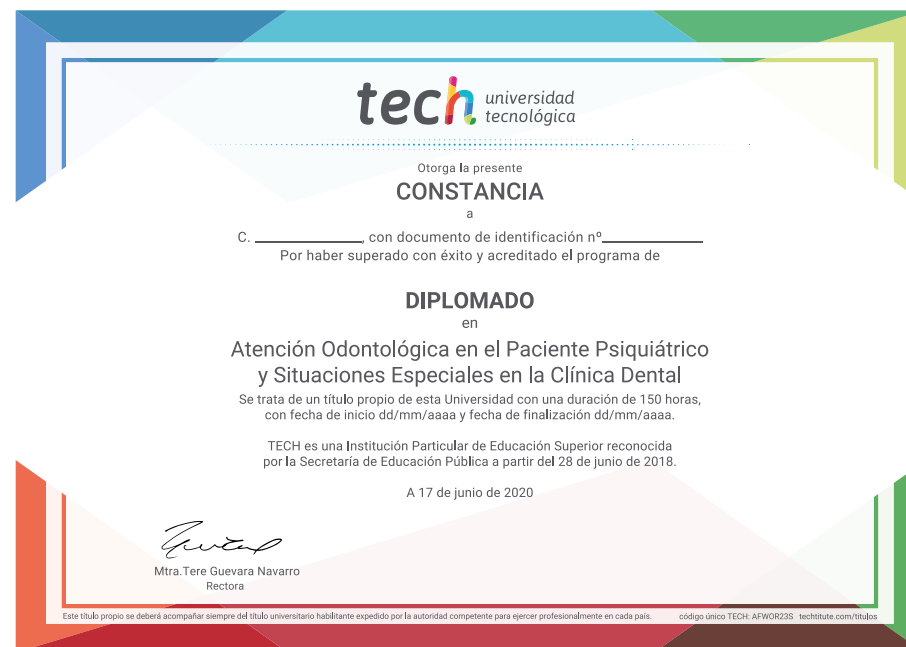 tech universidad
tecnológica
Otorga la presente
CONSTANCIA
a
C. ____________, con documento de identificación nº____________
Por haber superado con éxito y acreditado el programa de
DIPLOMADO
en
Atención Odontológica en el Paciente Psiquiátrico
y Situaciones Especiales en la Clínica Dental
Se trata de un título propio de esta Universidad con una duración de 150 horas,
con fecha de inicio dd/mm/aaaa y fecha de finalización dd/mm/aaaa.
TECH es una Institución Particular de Educación Superior reconocida
por la Secretaría de Educación Pública a partir del 28 de junio de 2018.
A 17 de junio de 2020
Mtra.Tere Guevara Navarro
Rectora
Este título propio se deberá acompañar siempre del título universitario habilitante expedido por la autoridad competente para ejercer profesionalmente en cada país. código único TECH: AFWOR23S techtitute.com/titulos